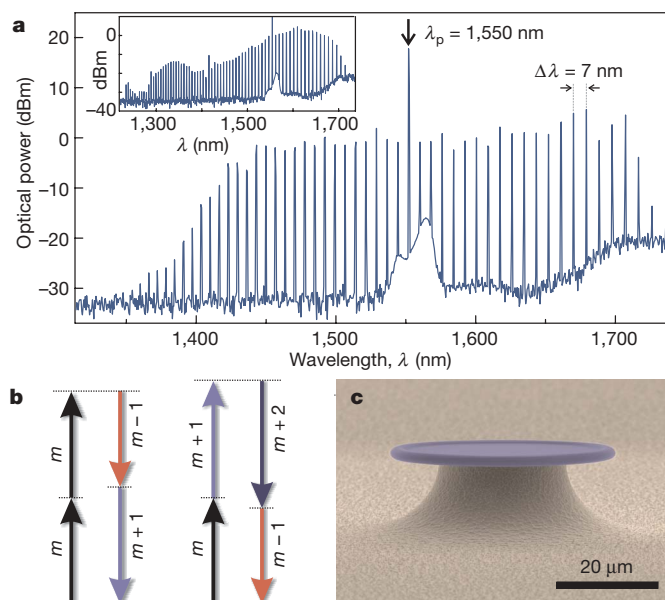 a
λp = 1,550 nm
Δλ = 7 nm
Optical power (dBm)
20
10
0
−10
−20
−30
dBm
0
−40
1,300
1,500
1,700
λ (nm)
1,400
1,500
1,600
1,700
Wavelength, λ (nm)
b
m
m
m − 1
m + 1
m + 1
m
m + 2
m − 1
c
20 μm